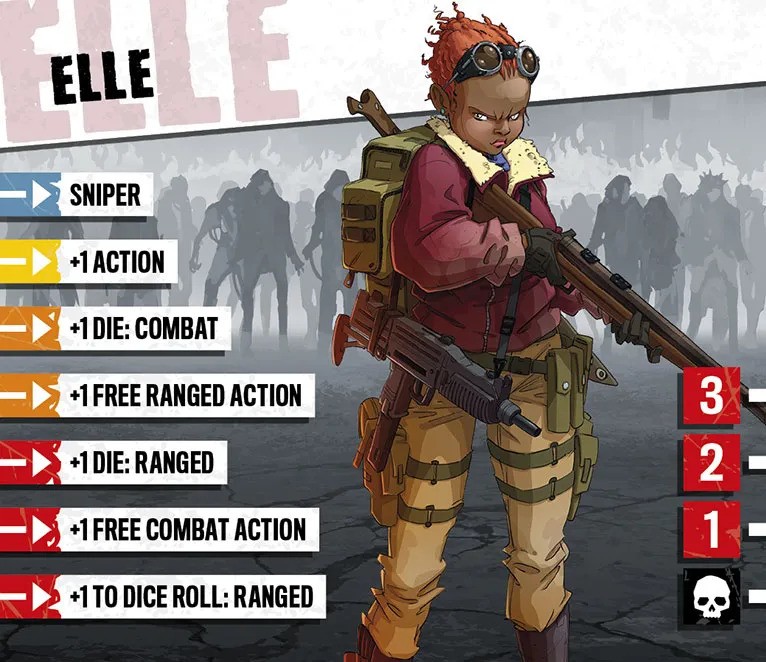 ELLE
ELLE
SNIPER
+1 ACTION
+1 DIE: COMBAT
+1 FREE RANGED ACTION
+1 DIE: RANGED
+1 FREE COMBAT ACTION
+1 TO DICE ROLL: RANGED
3
2
1